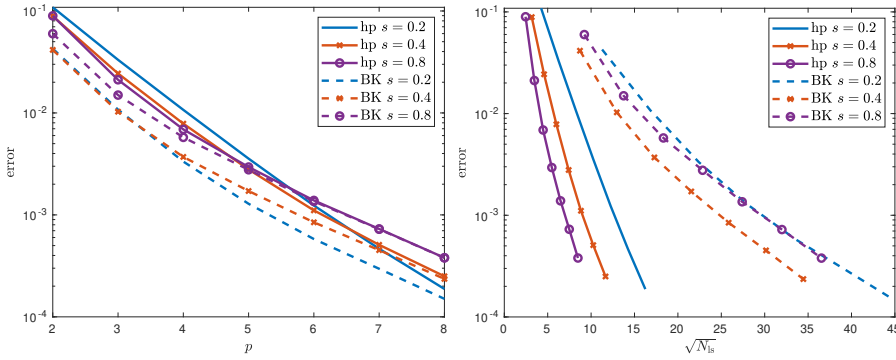 10^-1
10^-2
10^-3
10^-4
error
2
3
4
5
6
7
8
p
hp s = 0.2
hp s = 0.4
hp s = 0.8
BK s = 0.2
BK s = 0.4
BK s = 0.8
10^-1
10^-2
10^-3
10^-4
error
0
5
10
15
20
25
30
35
40
45
√N_ls
hp s = 0.2
hp s = 0.4
hp s = 0.8
BK s = 0.2
BK s = 0.4
BK s = 0.8